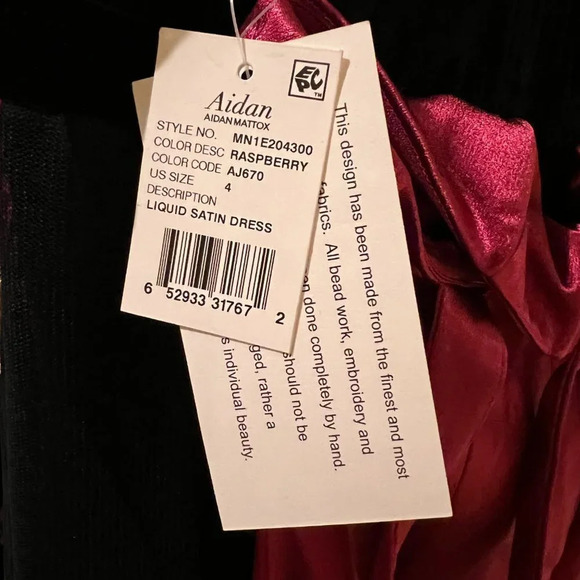 Aidan
AIDAN MATTOX
STYLE NO. MN1E204300
COLOR DESC RASPBERRY
COLOR CODE AJ670
US SIZE 4
DESCRIPTION
LIQUID SATIN DRESS
6 52933 31767 2
ECPC™
This design has been made from the finest and most
fabrics. All bead work, embroidery and
done completely by hand.
should not be
rather a
individual beauty.